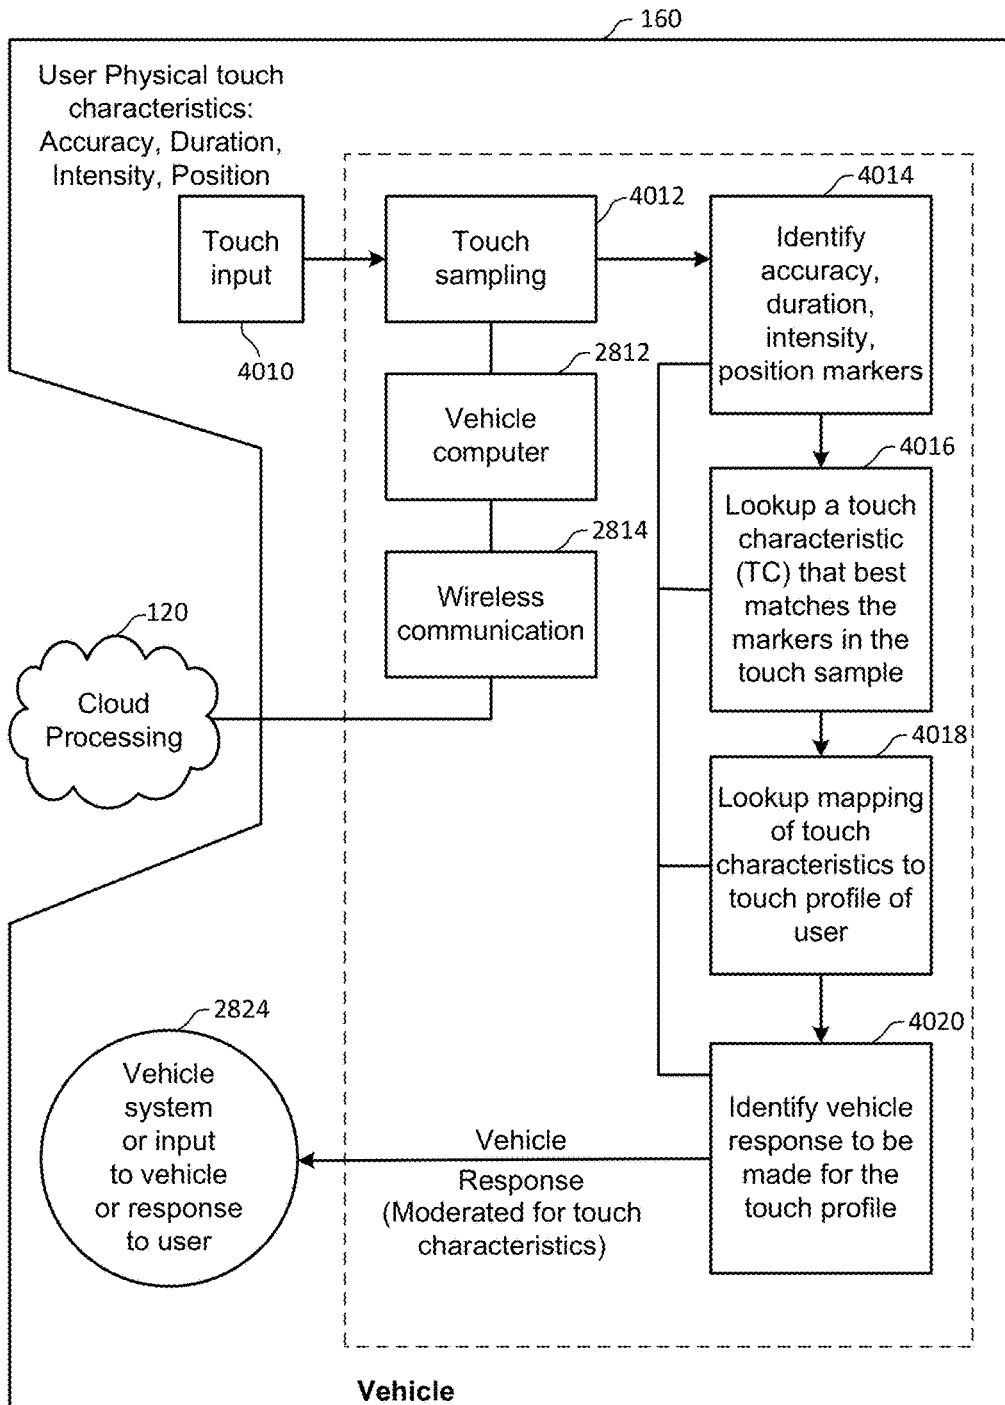 160
User Physical touch
characteristics:
Accuracy, Duration,
Intensity, Position
Touch
input
4010
Touch
sampling
4012
Identify
accuracy,
duration,
intensity,
position markers
4014
Vehicle
computer
2812
Wireless
communication
2814
Lookup a touch
characteristic
(TC) that best
matches the
markers in the
touch sample
4016
Cloud
Processing
120
Lookup mapping
of touch
characteristics to
touch profile of
user
4018
Identify vehicle
response to be
made for the
touch profile
4020
Vehicle
Response
(Moderated for touch
characteristics)
Vehicle
system
or input
to vehicle
or response
to user
2824
Vehicle